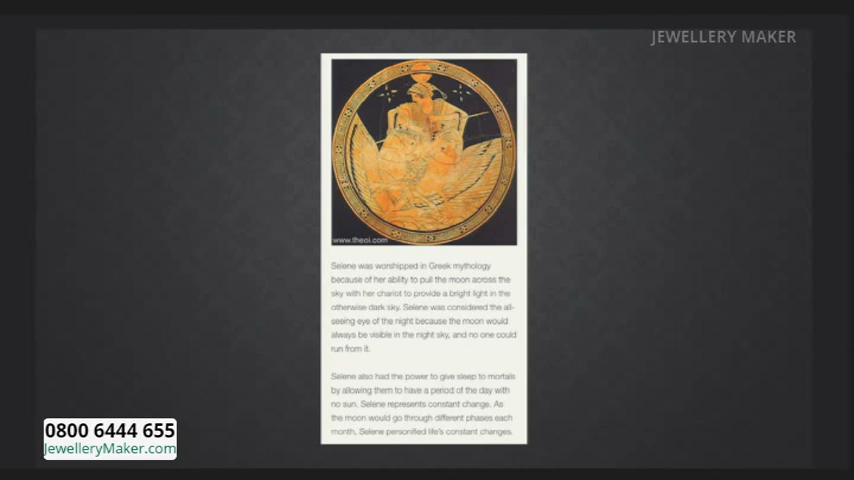 JEWELLERY MAKER
www.theoi.com
Selene was worshipped in Greek mythology
because of her ability to pull the moon across the
sky with her chariot to provide a bright light in the
otherwise dark sky. Selene was considered the all-
seeing eye of the night because the moon would
always be visible in the night sky, and no one could
run from it.
Selene also had the power to give sleep to mortals
by allowing them to have a period of the day with
no sun. Selene represents constant change. As
the moon would go through different phases each
month, Selene personified life's constant changes.
0800 6444 655
JewelleryMaker.com